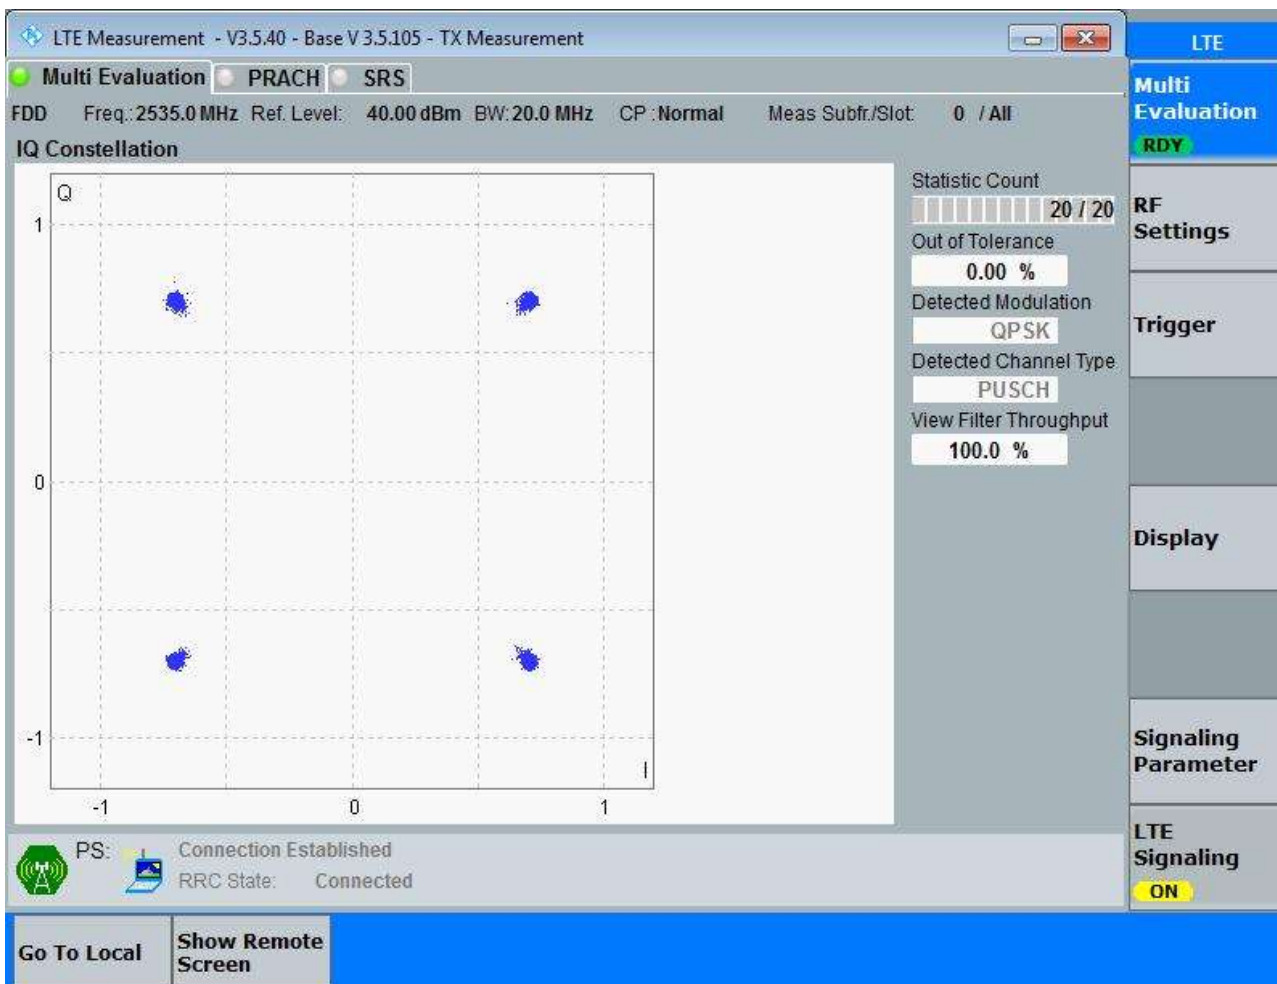 LTE Measurement - V3.5.40 - Base V 3.5.105 - TX Measurement
LTE
Multi Evaluation PRACH SRS
FDD Freq.: 2535.0 MHz Ref. Level: 40.00 dBm BW: 20.0 MHz CP : Normal Meas Subfr./Slot: 0 / All
IQ Constellation
Q
1
0
-1
-1 0 1
I
Statistic Count
20 / 20
Out of Tolerance
0.00 %
Detected Modulation
QPSK
Detected Channel Type
PUSCH
View Filter Throughput
100.0 %
Multi
Evaluation
RDY
RF
Settings
Trigger
Display
Signaling
Parameter
LTE
Signaling
ON
PS: Connection Established
RRC State: Connected
Go To Local
Show Remote
Screen